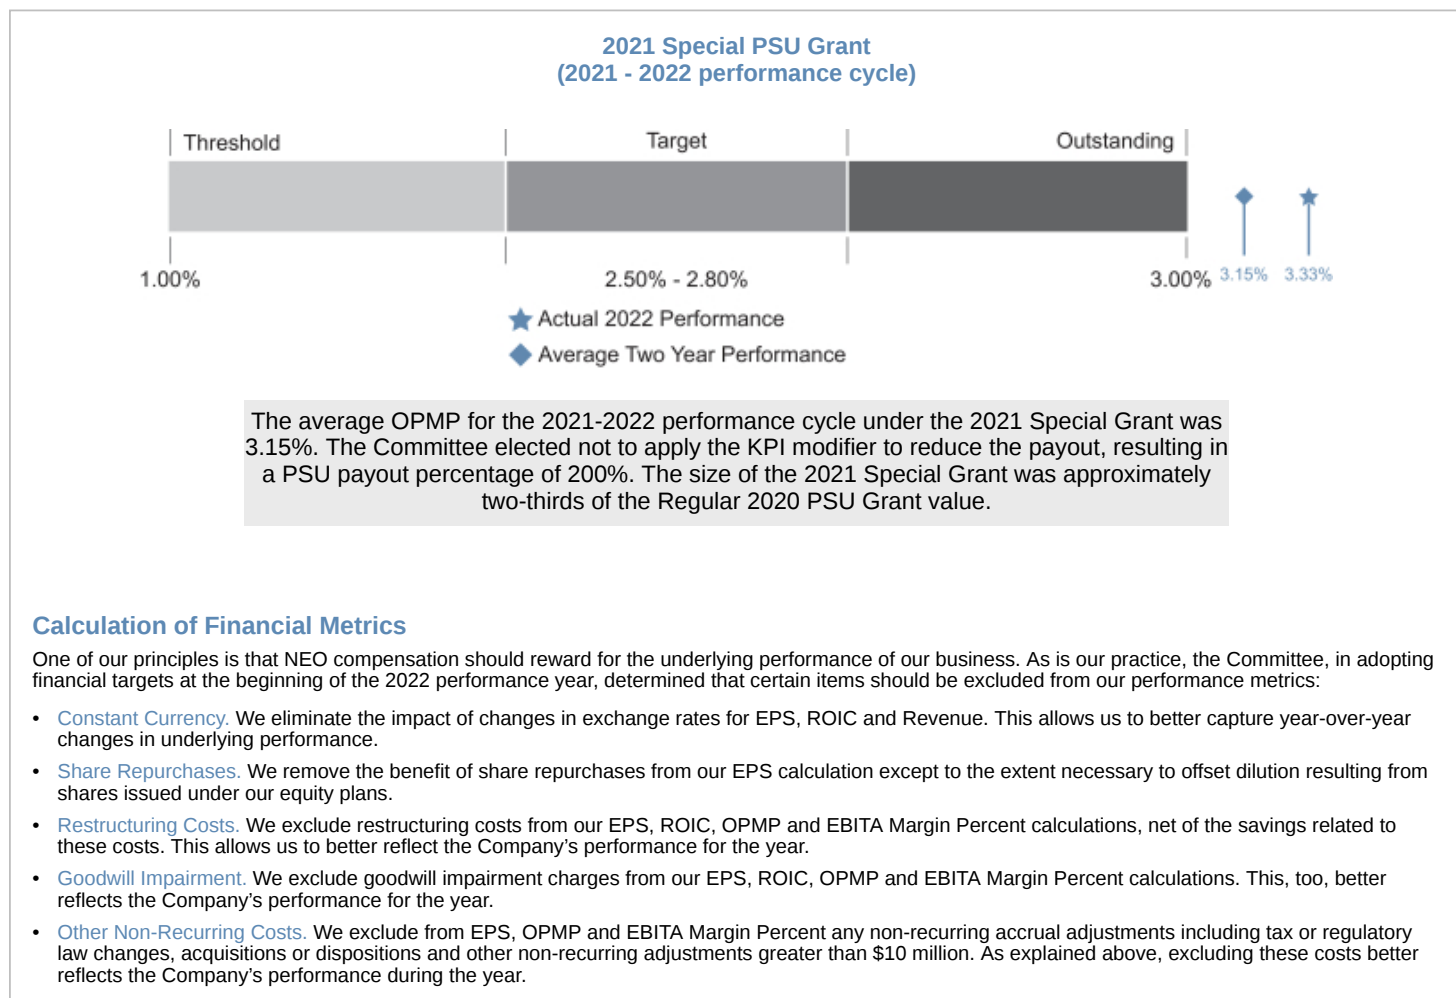 2021 Special PSU Grant
(2021 - 2022 performance cycle)
Threshold Target Outstanding
1.00% 2.50% - 2.80% 3.00% 3.15% 3.33%
Actual 2022 Performance
Average Two Year Performance
The average OPMP for the 2021-2022 performance cycle under the 2021 Special Grant was
3.15%. The Committee elected not to apply the KPI modifier to reduce the payout, resulting in
a PSU payout percentage of 200%. The size of the 2021 Special Grant was approximately
two-thirds of the Regular 2020 PSU Grant value.
Calculation of Financial Metrics
One of our principles is that NEO compensation should reward for the underlying performance of our business. As is our practice, the Committee, in adopting
financial targets at the beginning of the 2022 performance year, determined that certain items should be excluded from our performance metrics:
• Constant Currency. We eliminate the impact of changes in exchange rates for EPS, ROIC and Revenue. This allows us to better capture year-over-year
changes in underlying performance.
• Share Repurchases. We remove the benefit of share repurchases from our EPS calculation except to the extent necessary to offset dilution resulting from
shares issued under our equity plans.
• Restructuring Costs. We exclude restructuring costs from our EPS, ROIC, OPMP and EBITA Margin Percent calculations, net of the savings related to
these costs. This allows us to better reflect the Company’s performance for the year.
• Goodwill Impairment. We exclude goodwill impairment charges from our EPS, ROIC, OPMP and EBITA Margin Percent calculations. This, too, better
reflects the Company’s performance for the year.
• Other Non-Recurring Costs. We exclude from EPS, OPMP and EBITA Margin Percent any non-recurring accrual adjustments including tax or regulatory
law changes, acquisitions or dispositions and other non-recurring adjustments greater than $10 million. As explained above, excluding these costs better
reflects the Company’s performance during the year.